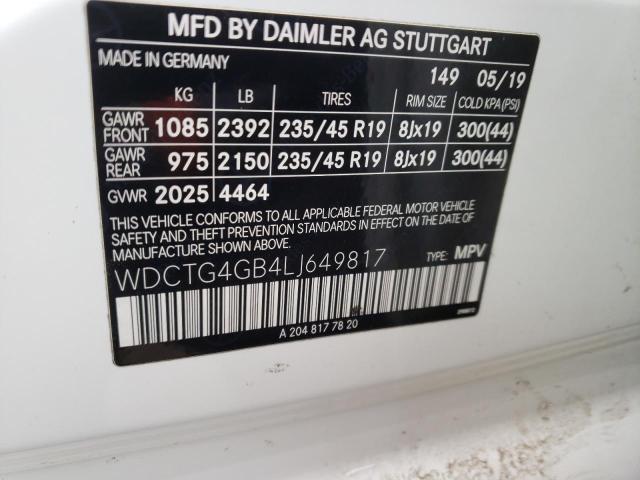 MFD BY DAIMLER AG STUTTGART
MADE IN GERMANY
149 05/19
KG LB TIRES RIM SIZE COLD KPA(PSI)
GAWR FRONT 1085 2392 235/45 R19 8Jx19 300(44)
GAWR REAR 975 2150 235/45 R19 8Jx19 300(44)
GVWR 2025 4464
THIS VEHICLE CONFORMS TO ALL APPLICABLE FEDERAL MOTOR VEHICLE
SAFETY AND THEFT PREVENTION STANDARDS IN EFFECT ON THE DATE OF
MANUFACTURE SHOWN ABOVE.
WDCTG4GB4LJ649817 TYPE: MPV
A 204 817 78 20